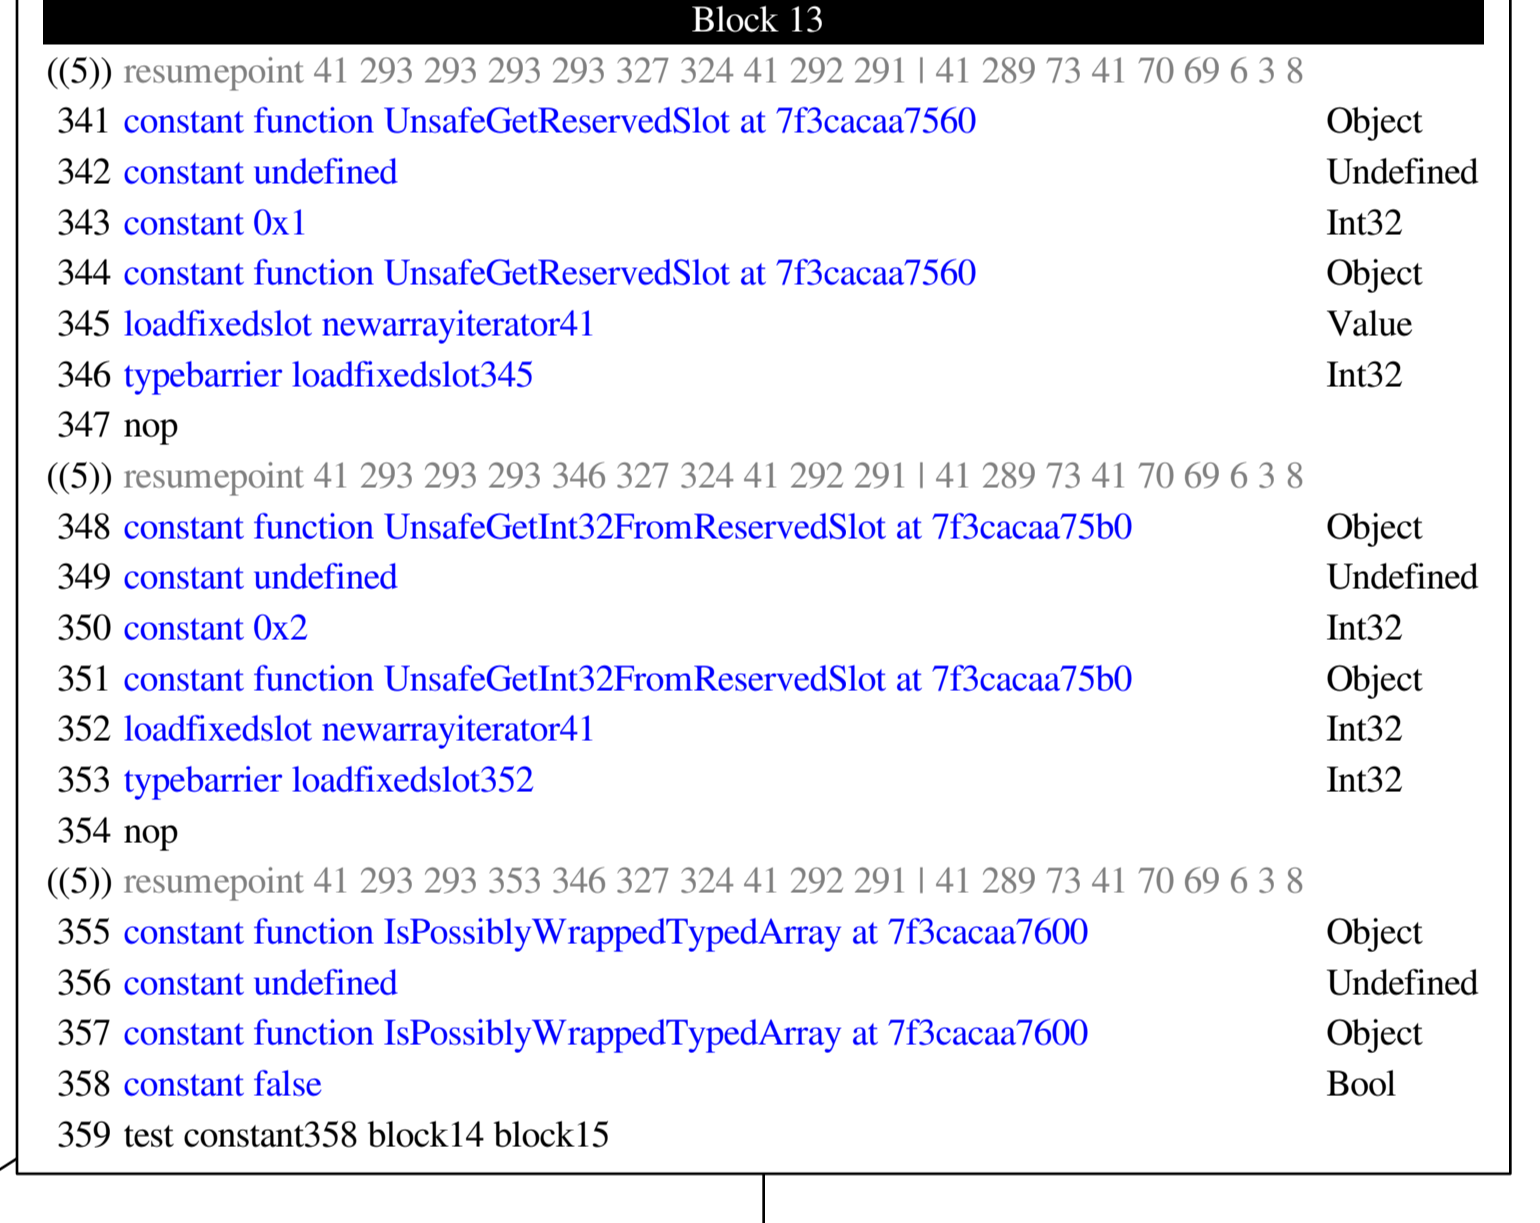 Block 13
((5)) resumepoint 41 293 293 293 293 327 324 41 292 291 | 41 289 73 41 70 69 6 3 8
341 constant function UnsafeGetReservedSlot at 7f3cacaa7560 Object
342 constant undefined Undefined
343 constant 0x1 Int32
344 constant function UnsafeGetReservedSlot at 7f3cacaa7560 Object
345 loadfixedslot newarrayiterator41 Value
346 typebarrier loadfixedslot345 Int32
347 nop
((5)) resumepoint 41 293 293 293 346 327 324 41 292 291 | 41 289 73 41 70 69 6 3 8
348 constant function UnsafeGetInt32FromReservedSlot at 7f3cacaa75b0 Object
349 constant undefined Undefined
350 constant 0x2 Int32
351 constant function UnsafeGetInt32FromReservedSlot at 7f3cacaa75b0 Object
352 loadfixedslot newarrayiterator41 Int32
353 typebarrier loadfixedslot352 Int32
354 nop
((5)) resumepoint 41 293 293 353 346 327 324 41 292 291 | 41 289 73 41 70 69 6 3 8
355 constant function IsPossiblyWrappedTypedArray at 7f3cacaa7600 Object
356 constant undefined Undefined
357 constant function IsPossiblyWrappedTypedArray at 7f3cacaa7600 Object
358 constant false Bool
359 test constant358 block14 block15